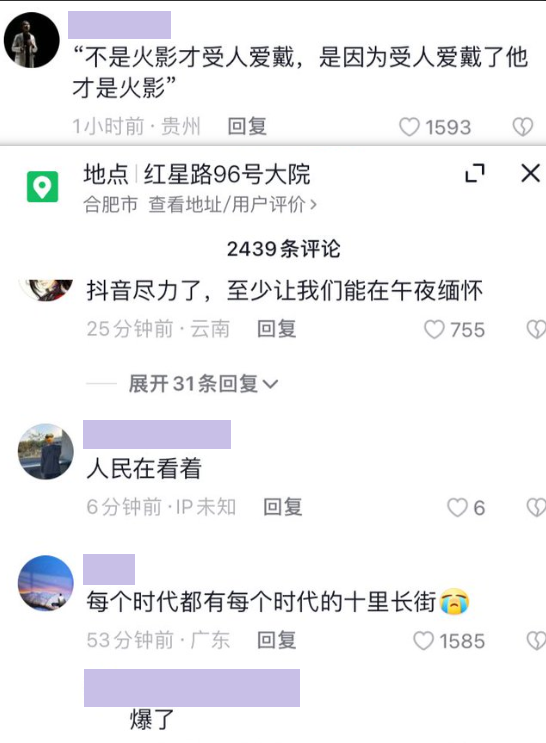 “不是火影才受人爱戴，是因为受人爱戴了他
才是火影”
1小时前·贵州 回复 1593
地点 红星路96号大院
合肥市 查看地址/用户评价>
2439条评论
抖音尽力了，至少让我们能在午夜缅怀
25分钟前·云南 回复 755
展开31条回复
人民在看着
6分钟前·IP未知 回复 6
每个时代都有每个时代的十里长街😭
53分钟前·广东 回复 1585
爆了